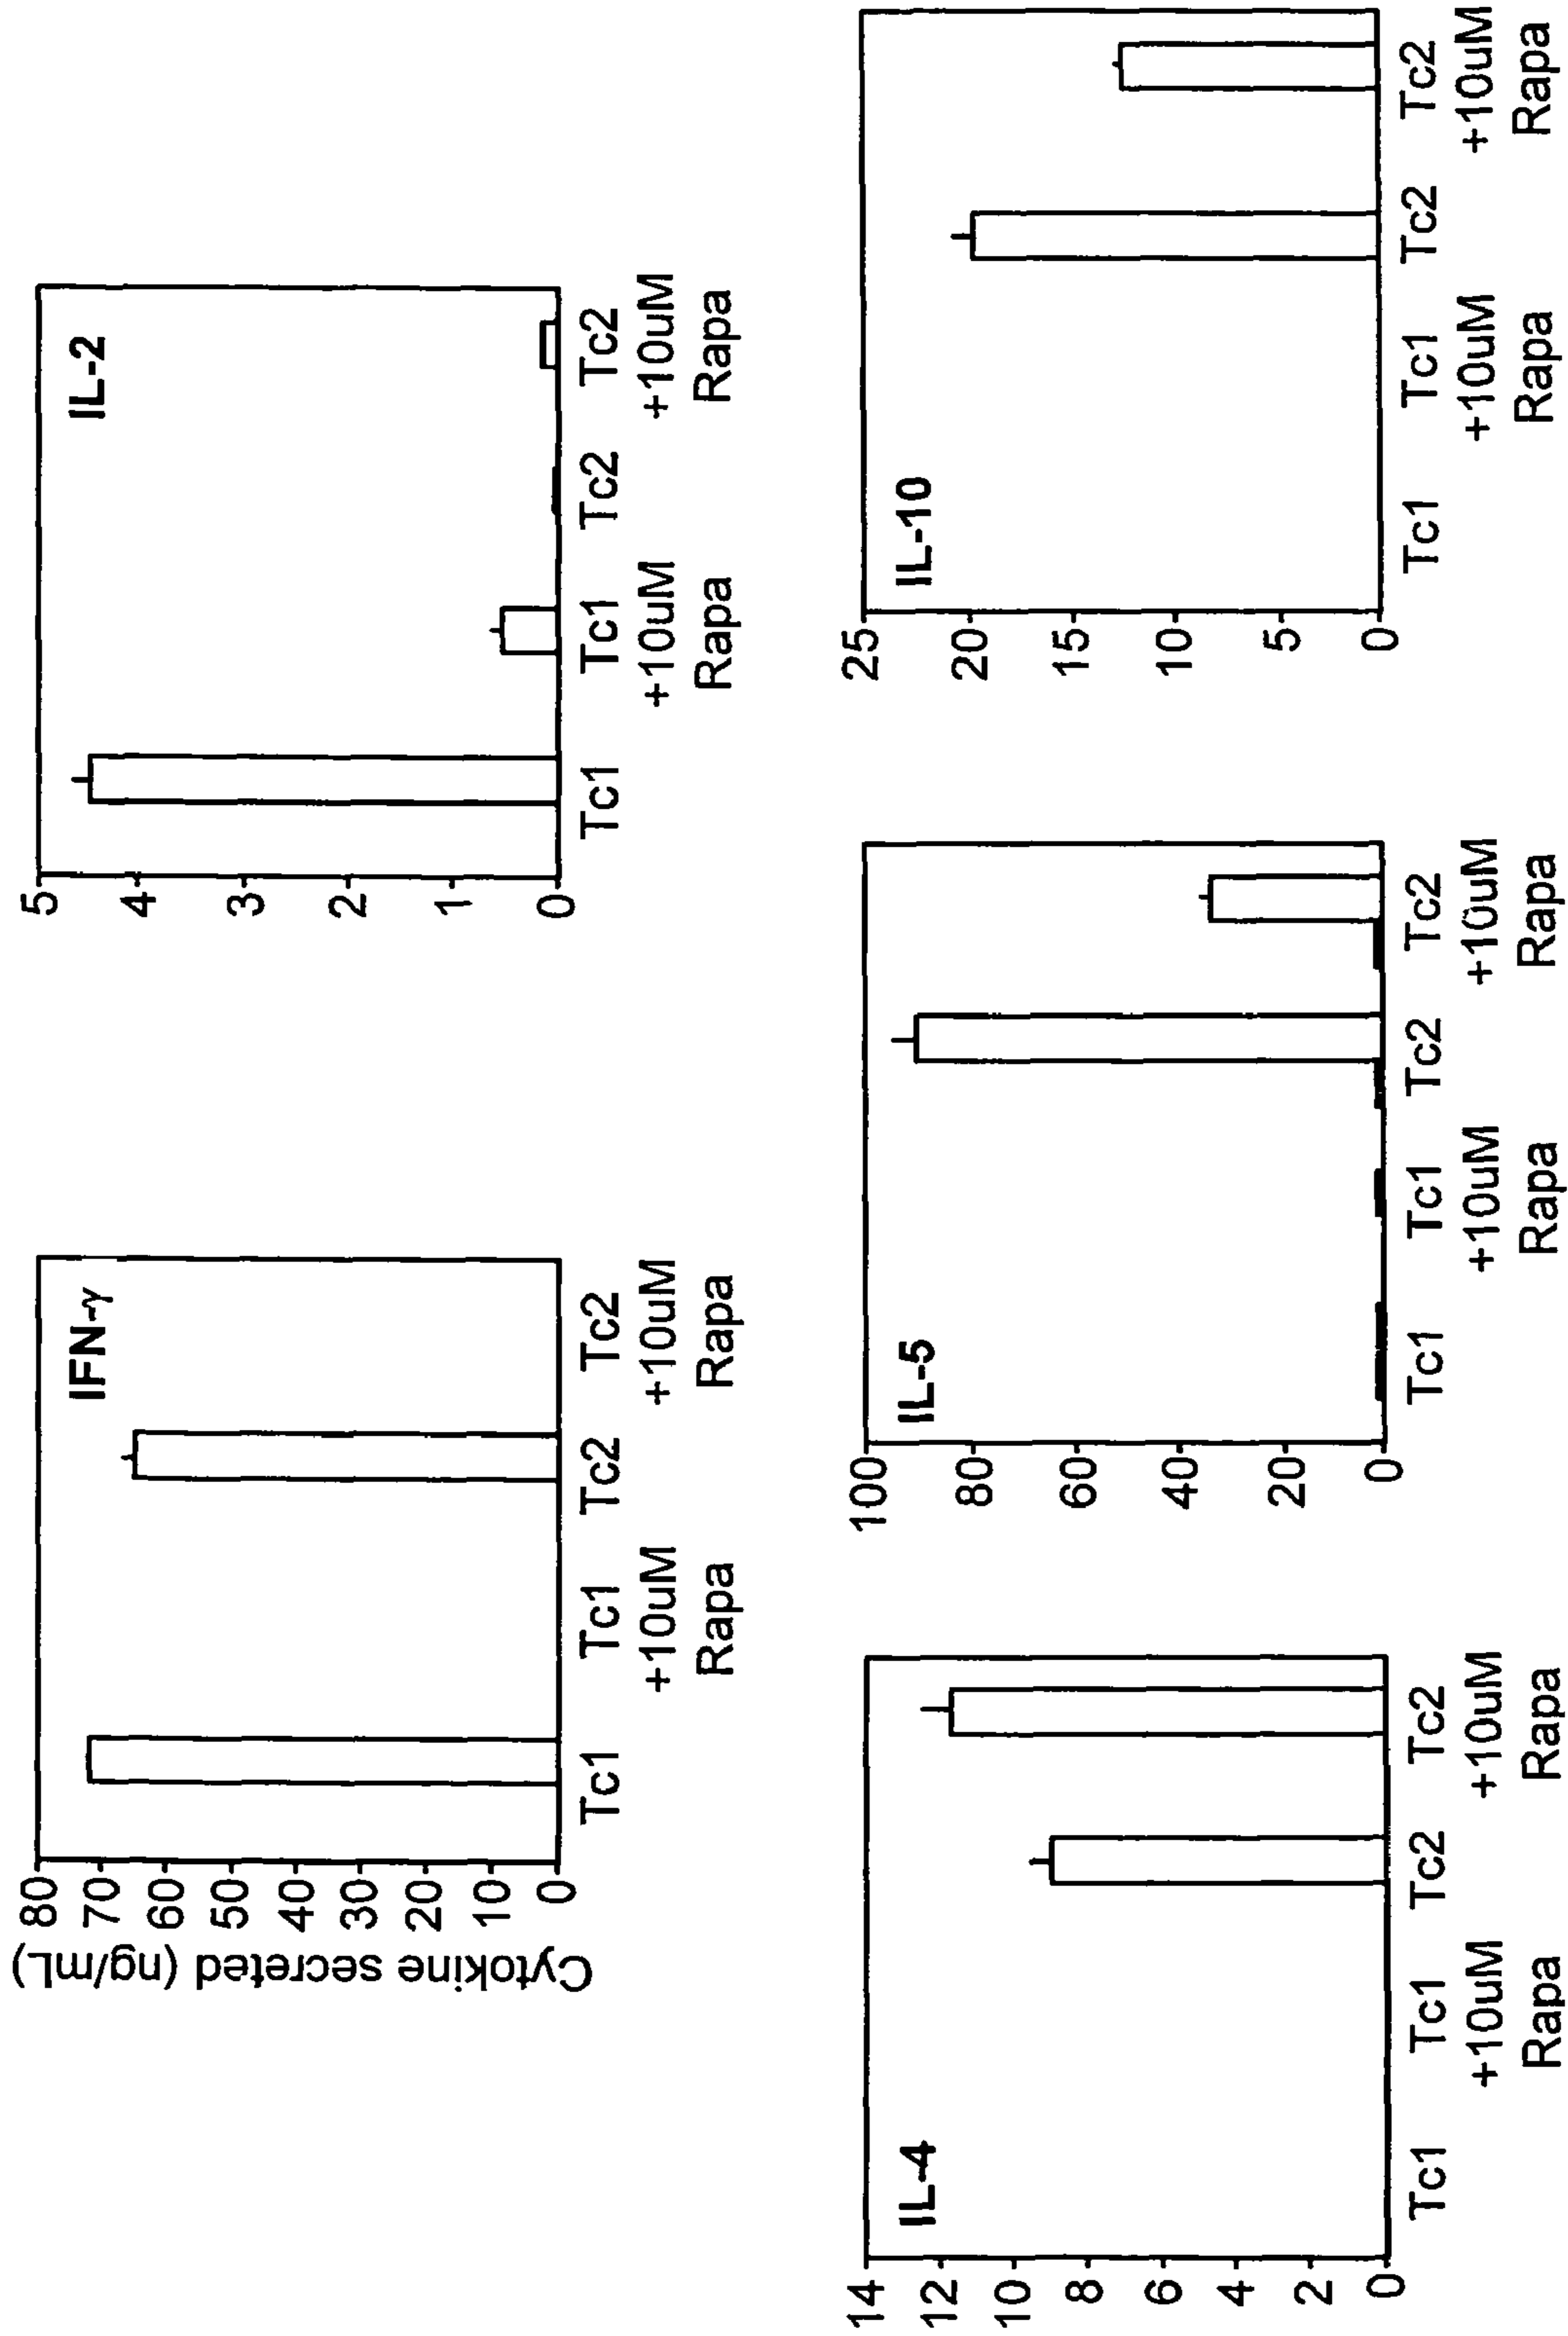 Cytokine secreted (ng/mL)
80
70
60
50
40
30
20
10
0
IFN-γ
Tc1
Tc1
+10uM
Rapa
Tc2
Tc2
+10uM
Rapa
5
4
3
2
1
0
IL-2
Tc1
Tc1
+10uM
Rapa
Tc2
Tc2
+10uM
Rapa
14
12
10
8
6
4
2
0
IL-4
Tc1
Tc1
+10uM
Rapa
Tc2
Tc2
+10uM
Rapa
100
80
60
40
20
0
IL-5
Tc1
Tc1
+10uM
Rapa
Tc2
Tc2
+10uM
Rapa
25
20
15
10
5
0
IL-10
Tc1
Tc1
+10uM
Rapa
Tc2
Tc2
+10uM
Rapa